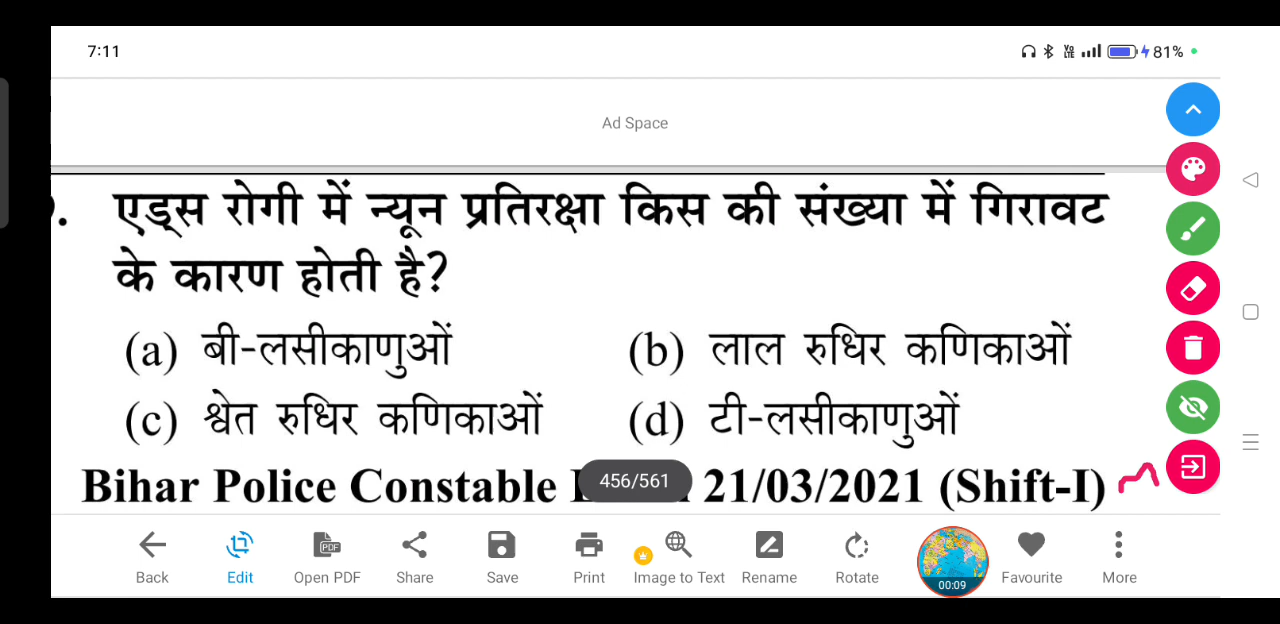 7:11
81%
Ad Space
. एड्स रोगी में न्यून प्रतिरक्षा किस की संख्या में गिरावट
के कारण होती है?
(a) बी-लसीकाणुओं (b) लाल रुधिर कणिकाओं
(c) श्वेत रुधिर कणिकाओं (d) टी-लसीकाणुओं
Bihar Police Constable 21/03/2021 (Shift-I)
456/561
Back Edit Open PDF Share Save Print Image to Text Rename Rotate 00:09 Favourite More